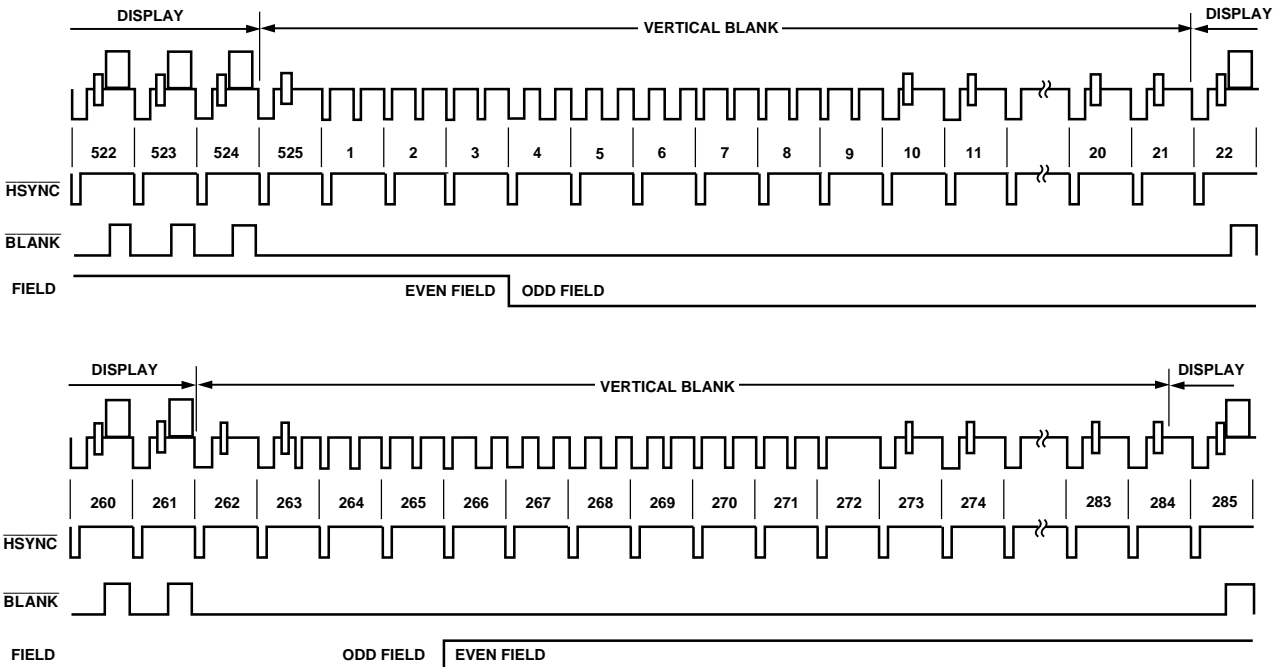 DISPLAY VERTICAL BLANK DISPLAY
522 523 524 525 1 2 3 4 5 6 7 8 9 10 11 20 21 22
HSYNC
BLANK
FIELD EVEN FIELD ODD FIELD
DISPLAY VERTICAL BLANK DISPLAY
260 261 262 263 264 265 266 267 268 269 270 271 272 273 274 283 284 285
HSYNC
BLANK
FIELD ODD FIELD EVEN FIELD